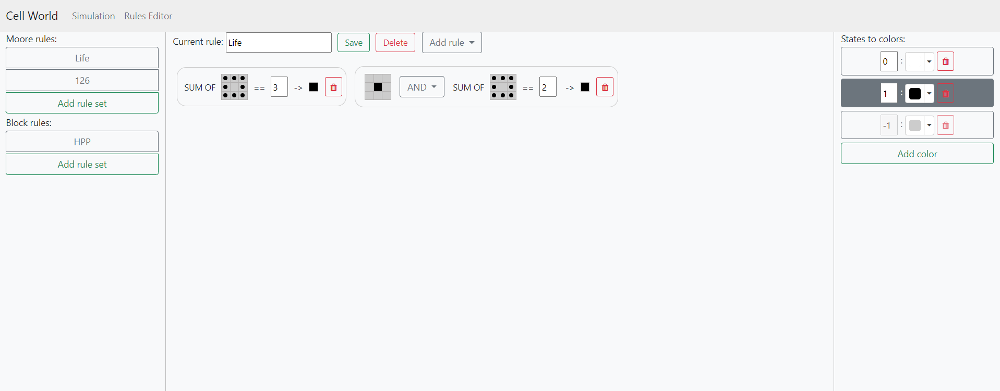 Cell World Simulation Rules Editor
Moore rules:
Life
126
Add rule set
Block rules:
HPP
Add rule set
Current rule: Life Save Delete Add rule
SUM OF == 3 ->
AND SUM OF == 2 ->
States to colors:
0 :
1 :
-1 :
Add color